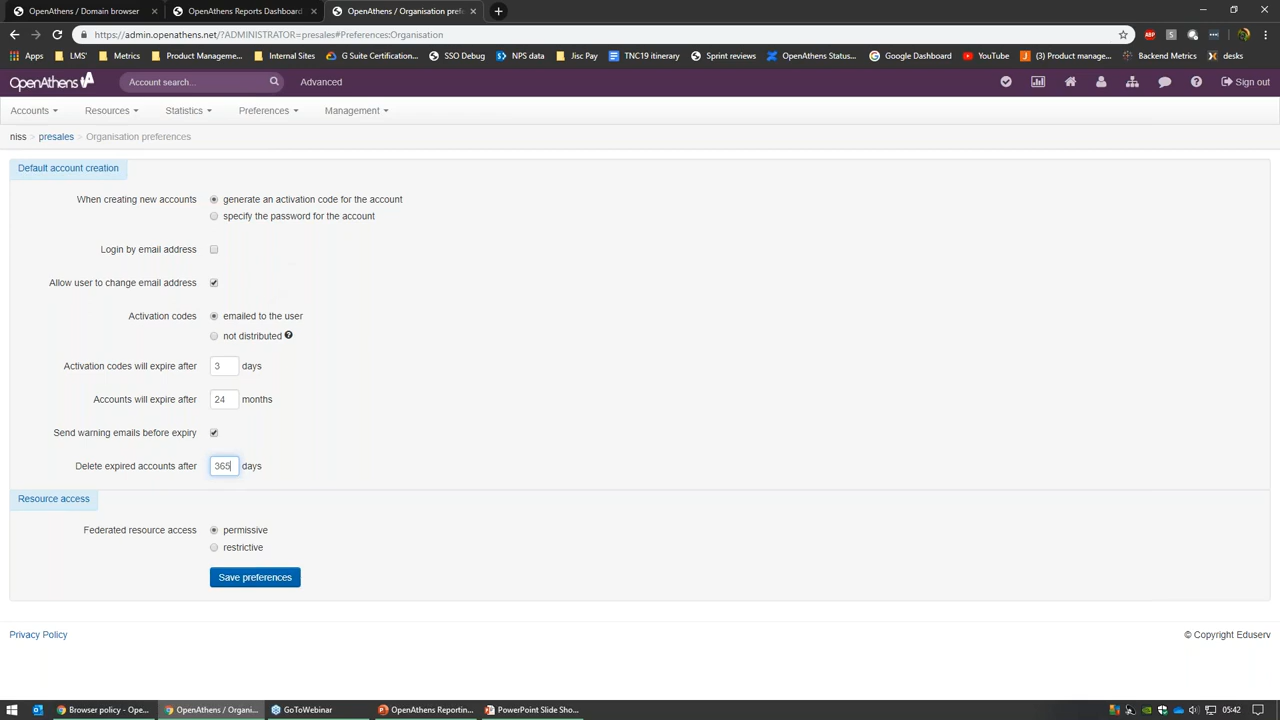 OpenAthens / Domain browser
OpenAthens Reports Dashboard
OpenAthens / Organisation prefe
https://admin.openathens.net/?ADMINISTRATOR=presales#Preferences:Organisation
Apps LMS' Metrics Product Manageme... Internal Sites G Suite Certification... SSO Debug NPS data Jisc Pay TNC19 itinerary Sprint reviews OpenAthens Status... Google Dashboard YouTube (3) Product manage... Backend Metrics desks
OpenAthens Account search... Advanced Sign out
Accounts Resources Statistics Preferences Management
niss > presales > Organisation preferences
Default account creation
When creating new accounts generate an activation code for the account
specify the password for the account
Login by email address
Allow user to change email address
Activation codes emailed to the user
not distributed
Activation codes will expire after 3 days
Accounts will expire after 24 months
Send warning emails before expiry
Delete expired accounts after 365 days
Resource access
Federated resource access permissive
restrictive
Save preferences
Privacy Policy © Copyright Eduserv
Browser policy - Ope... OpenAthens / Organi... GoToWebinar OpenAthens Reportin... PowerPoint Slide Sho... 05:42